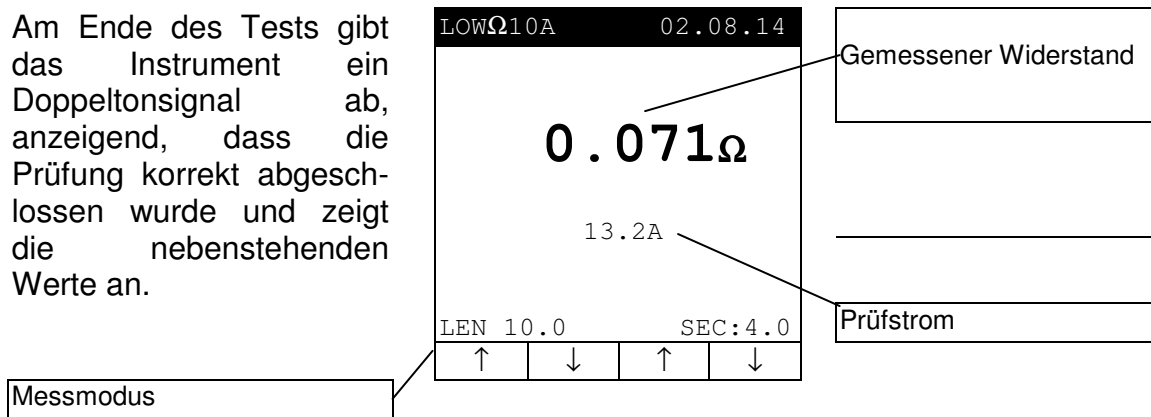 Am Ende des Tests gibt
das Instrument ein
Doppeltonsignal ab,
anzeigend, dass die
Prüfung korrekt abgesch-
lossen wurde und zeigt
die nebenstehenden
Werte an.
LOWΩ10A 02.08.14
0.071Ω
13.2A
LEN 10.0 SEC:4.0
↑ ↓ ↑ ↓
Gemessener Widerstand
Prüfstrom
Messmodus